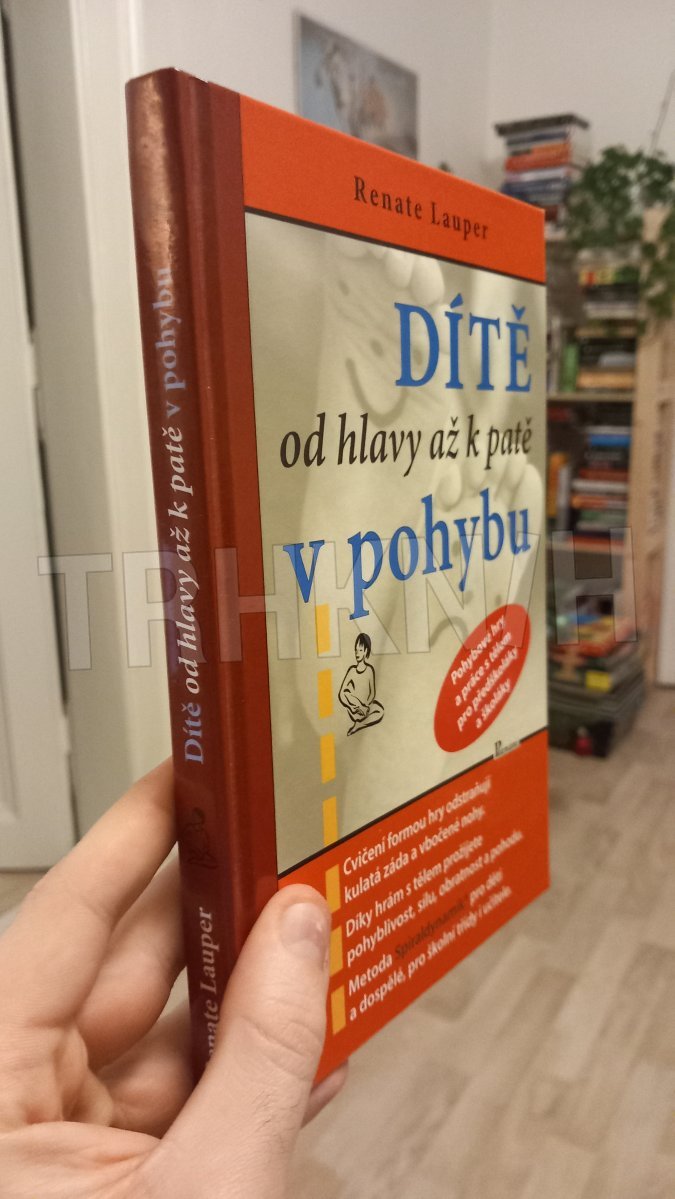 Renate Lauper
DÍTĚ
od hlavy až k patě
v pohybu
Pohybové hry
a práce s tělem
pro předškoláky
a školáky
Cvičení formou hry odstraňují
kulatá záda a vbočené nohy.
Díky hrám s tělem prožijete
pohyblivost, sílu, obratnost a pohodu.
Metoda Spiraldynamik® pro děti
a dospělé, pro školní třídy i učitele.
Dítě od hlavy až k patě v pohybu
Lauper
TRHKNIH